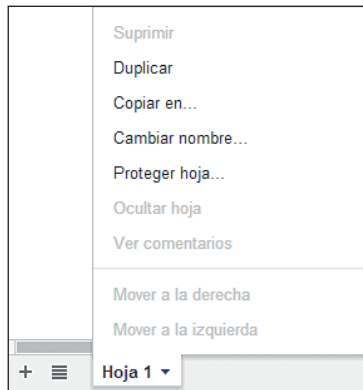 Suprimir
Duplicar
Copiar en...
Cambiar nombre...
Proteger hoja...
Ocultar hoja
Ver comentarios
Mover a la derecha
Mover a la izquierda
Hoja 1